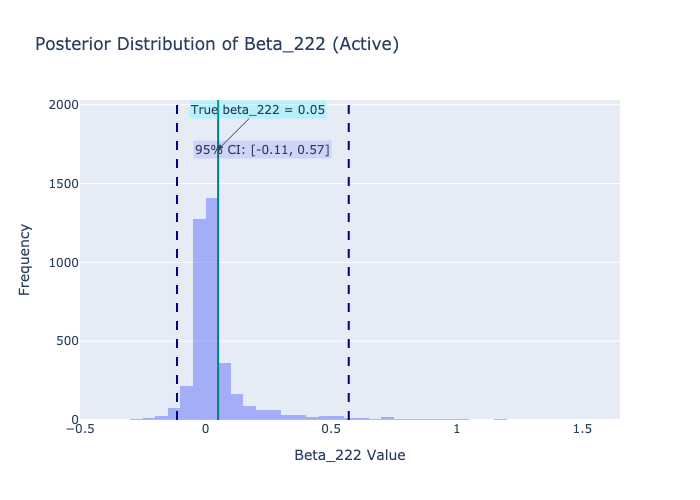 Posterior Distribution of Beta_222 (Active)
2000
True beta_222 = 0.05
95% CI: [-0.11, 0.57]
1500
1000
500
0
Frequency
−0.5
0
0.5
1
1.5
Beta_222 Value